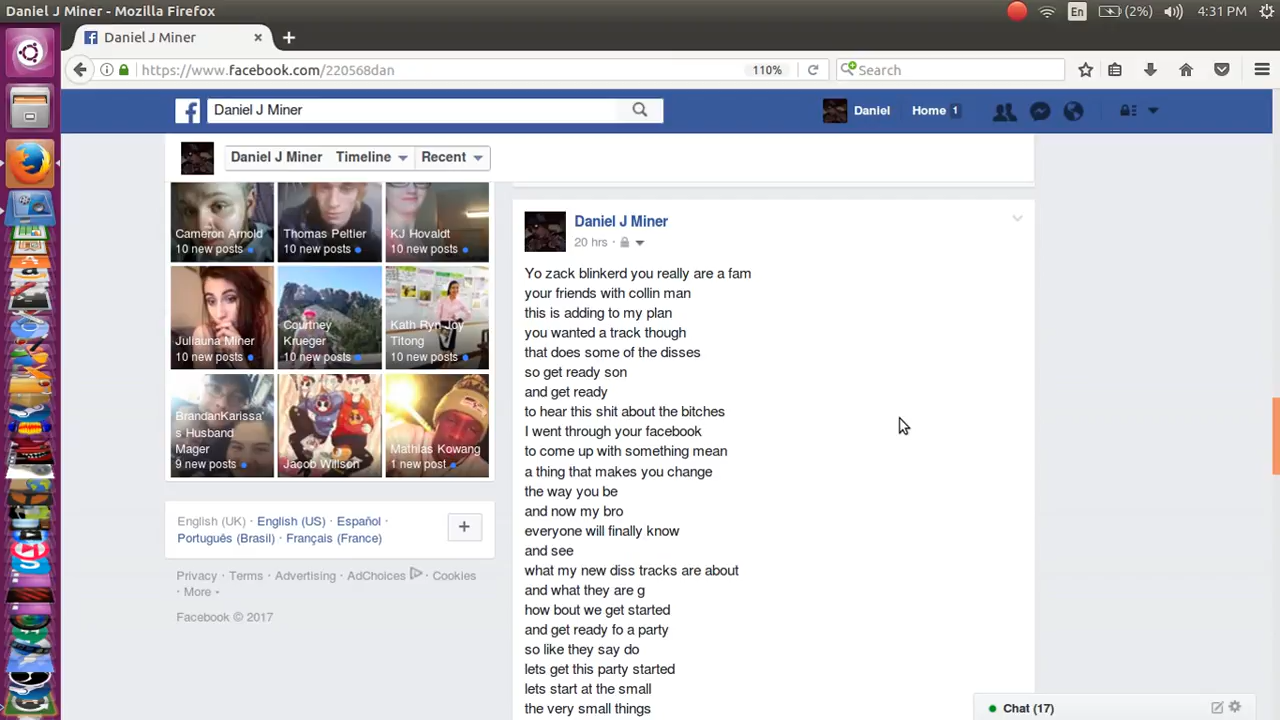 Daniel J Miner - Mozilla Firefox
En
(2%)
4:31 PM
Daniel J Miner
https://www.facebook.com/220568dan
110%
Search
Daniel J Miner
Daniel
Home 1
Daniel J Miner
Timeline
Recent
Cameron Arnold
10 new posts
Thomas Peltier
10 new posts
KJ Hovaldt
10 new posts
Juliauna Miner
10 new posts
Courtney
Krueger
10 new posts
Kath Ryn Joy
Titong
10 new posts
BrandanKarissa'
s Husband
Mager
9 new posts
Jacob Willson
Mathias Kowang
1 new post
English (UK) · English (US) · Español ·
Português (Brasil) · Français (France)
Privacy · Terms · Advertising · AdChoices · Cookies
· More
Facebook © 2017
Daniel J Miner
20 hrs ·
Yo zack blinkerd you really are a fam
your friends with collin man
this is adding to my plan
you wanted a track though
that does some of the disses
so get ready son
and get ready
to hear this shit about the bitches
I went through your facebook
to come up with something mean
a thing that makes you change
the way you be
and now my bro
everyone will finally know
and see
what my new diss tracks are about
and what they are g
how bout we get started
and get ready fo a party
so like they say do
lets get this party started
lets start at the small
the very small things
Chat (17)